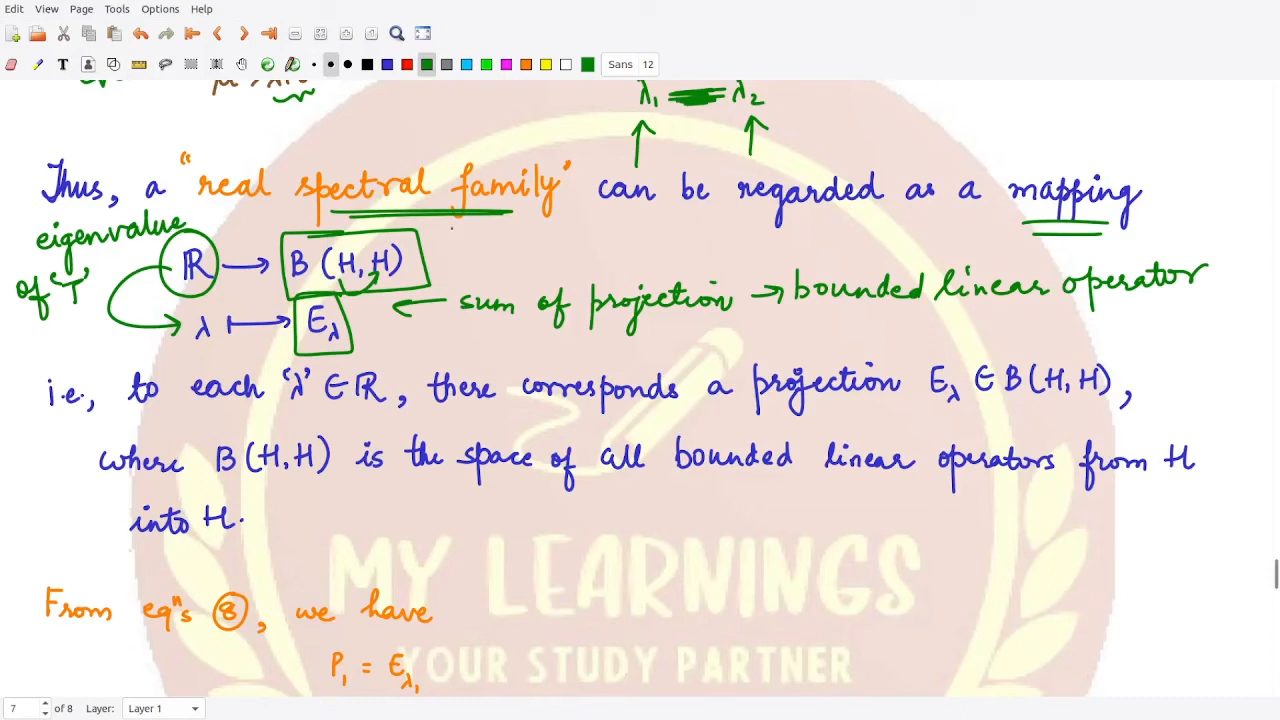 Edit View Page Tools Options Help
Sans 12
λ₁ λ₂
Thus, a "real spectral family" can be regarded as a mapping
eigenvalue of 'T'
ℝ → B (H, H)
λ ↦ E_λ ← sum of projection → bounded linear operator
i.e., to each 'λ' ∈ ℝ, there corresponds a projection E_λ ∈ B(H, H),
where B(H, H) is the space of all bounded linear operators from H
into H.
MY LEARNINGS
From eqⁿs ⑧, we have
P₁ = E_λ₁
YOUR STUDY PARTNER
7 of 8 Layer: Layer 1